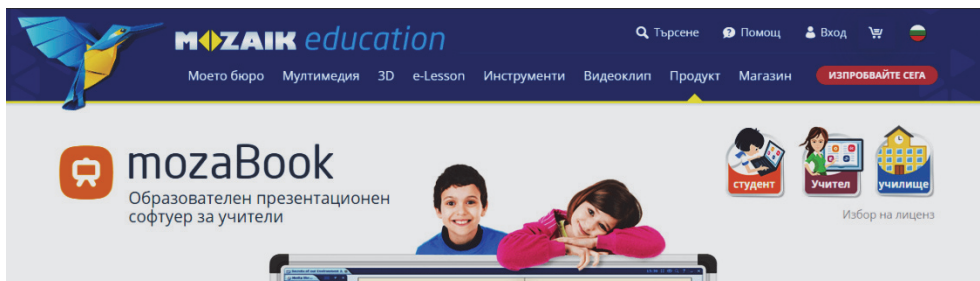 MOZAIK education
Търсене Помощ Вход
Моето бюро Мултимедия 3D e-Lesson Инструменти Видеоклип Продукт Магазин ИЗПРОБВАЙТЕ СЕГА
mozaBook
Образователен презентационен
софтуер за учители
студент Учител училище
Избор на лиценз